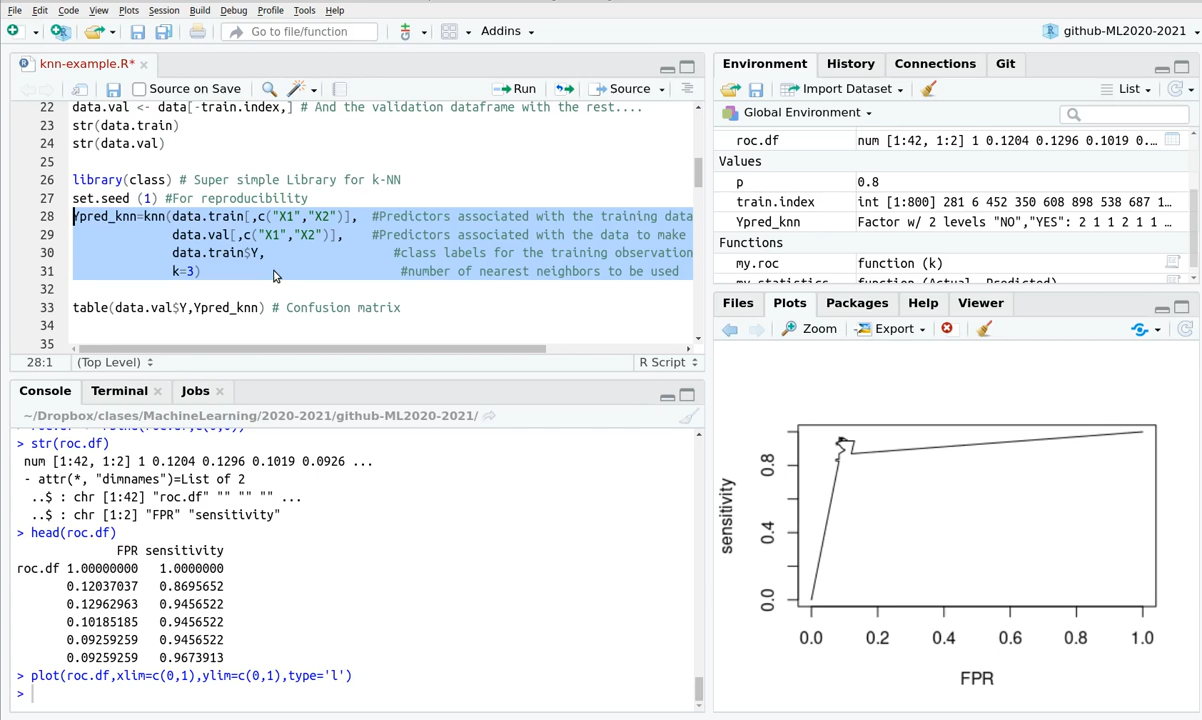 File Edit Code View Plots Session Build Debug Profile Tools Help
Go to file/function Addins github-ML2020-2021
knn-example.R*
Source on Save Run Source
22 data.val <- data[-train.index,] # And the validation dataframe with the rest....
23 str(data.train)
24 str(data.val)
25
26 library(class) # Super simple Library for k-NN
27 set.seed (1) #For reproducibility
28 Ypred_knn=knn(data.train[,c("X1","X2")], #Predictors associated with the training data
29 data.val[,c("X1","X2")], #Predictors associated with the data to make
30 data.train$Y, #class labels for the training observation
31 k=3) #number of nearest neighbors to be used
32
33 table(data.val$Y,Ypred_knn) # Confusion matrix
34
35
28:1 (Top Level) R Script
Console Terminal Jobs
~/Dropbox/clases/MachineLearning/2020-2021/github-ML2020-2021/
> str(roc.df)
num [1:42, 1:2] 1 0.1204 0.1296 0.1019 0.0926 ...
- attr(*, "dimnames")=List of 2
..$ : chr [1:42] "roc.df" "" "" "" ...
..$ : chr [1:2] "FPR" "sensitivity"
> head(roc.df)
FPR sensitivity
roc.df 1.00000000 1.0000000
0.12037037 0.8695652
0.12962963 0.9456522
0.10185185 0.9456522
0.09259259 0.9456522
0.09259259 0.9673913
> plot(roc.df,xlim=c(0,1),ylim=c(0,1),type='l')
>
Environment History Connections Git
Import Dataset List
Global Environment
roc.df num [1:42, 1:2] 1 0.1204 0.1296 0.1019 0...
Values
p 0.8
train.index int [1:800] 281 6 452 350 608 898 538 687 1...
Ypred_knn Factor w/ 2 levels "NO","YES": 2 1 1 2 1 1 ...
Functions
my.roc function (k)
my.statistics function (Actual, Predicted)
Files Plots Packages Help Viewer
Zoom Export
sensitivity
0.8
0.4
0.0
0.0 0.2 0.4 0.6 0.8 1.0
FPR